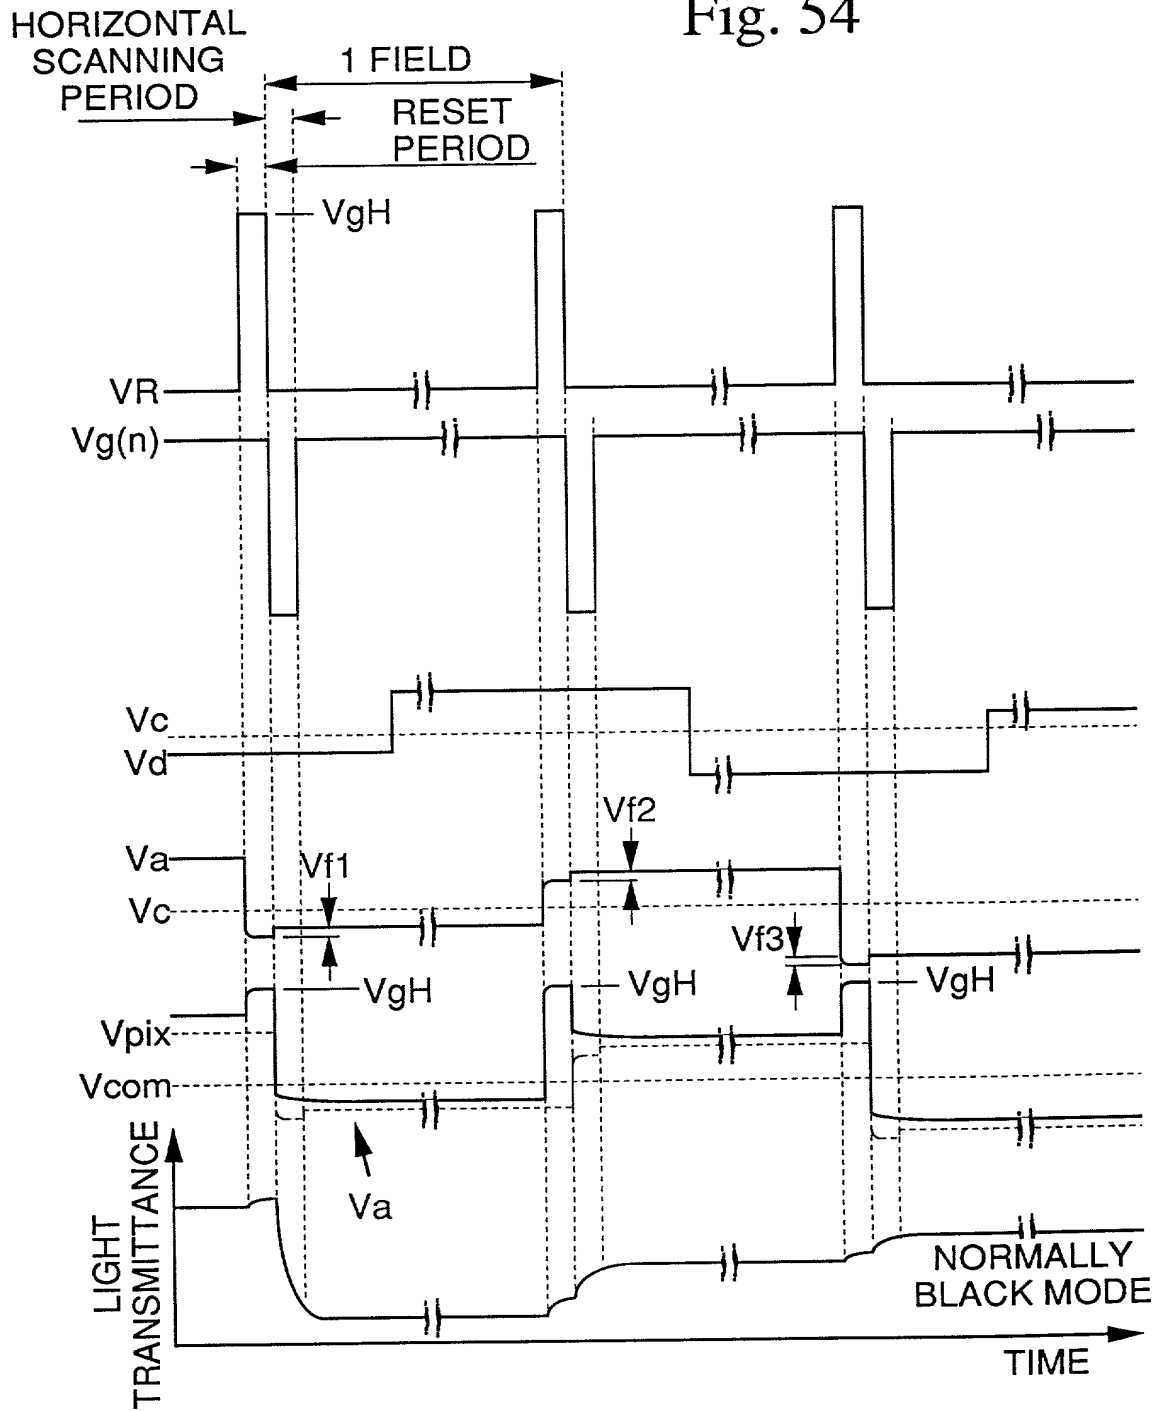 Fig. 54
HORIZONTAL
SCANNING
PERIOD
1 FIELD
RESET
PERIOD
VgH
VR
Vg(n)
Vc
Vd
Vf2
Va
Vf1
Vc
Vf3
VgH
VgH
VgH
Vpix
Vcom
Va
LIGHT
TRANSMITTANCE
NORMALLY
BLACK MODE
TIME